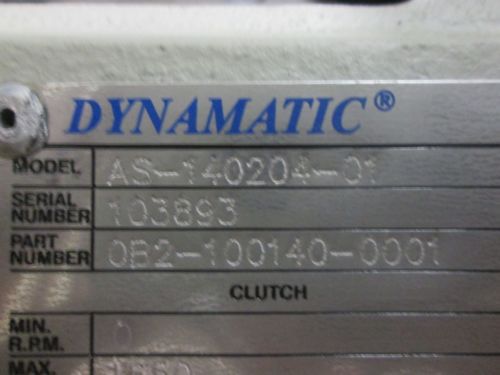 DYNAMATIC®
MODEL AS-140204-01
SERIAL NUMBER 103893
PART NUMBER 0B2-100140-0001
CLUTCH
MIN. R.P.M. 0
MAX.